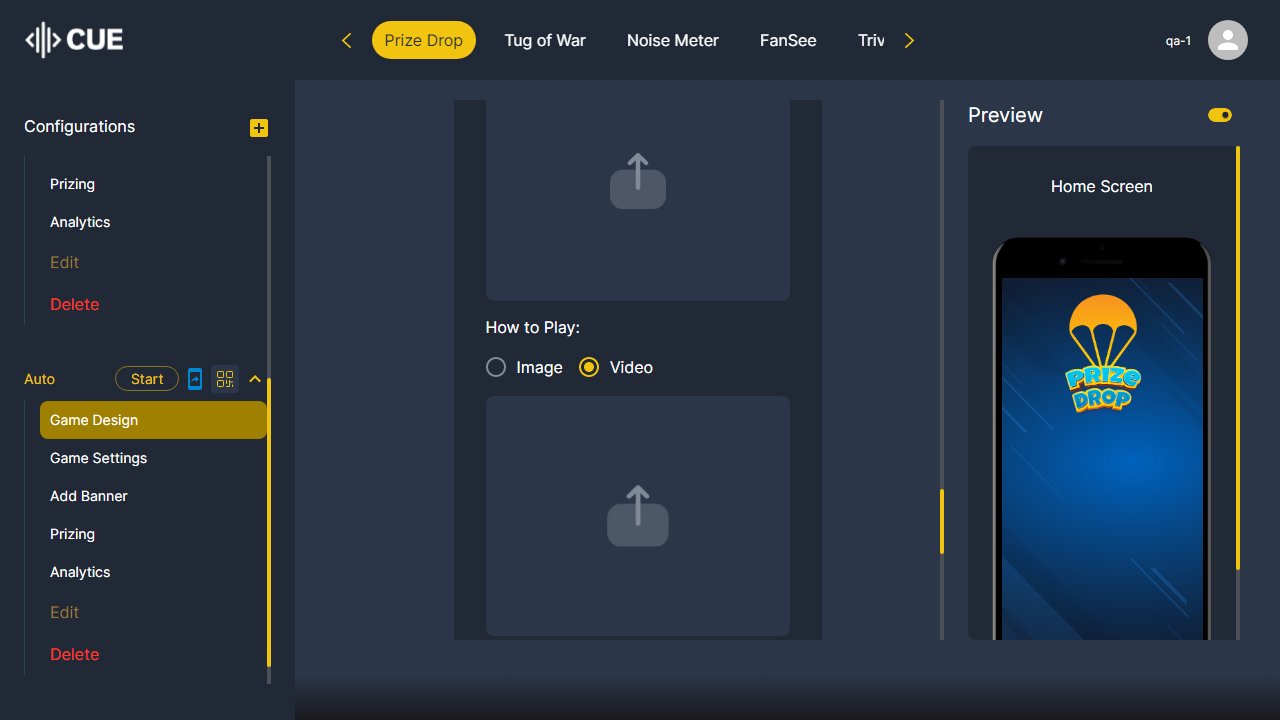 CUE
Prize Drop
Tug of War
Noise Meter
FanSee
Triv
qa-1
Configurations
Prizing
Analytics
Edit
Delete
Auto
Start
Game Design
Game Settings
Add Banner
Prizing
Analytics
Edit
Delete
How to Play:
Image
Video
Preview
Home Screen
PRIZE
DROP